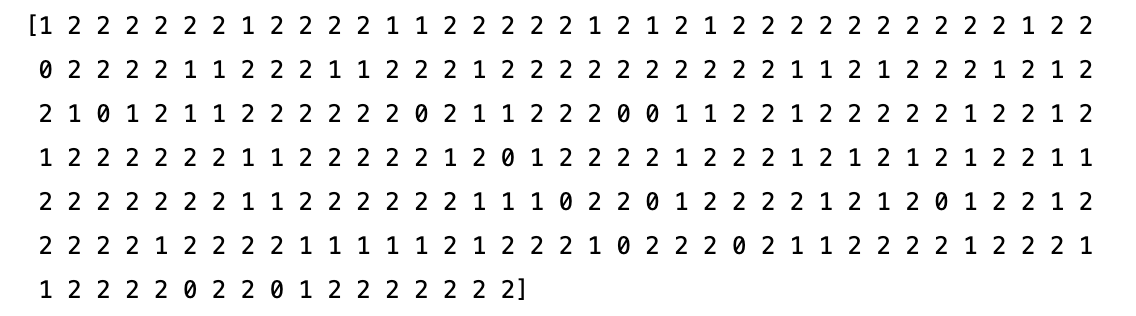 [1 2 2 2 2 2 2 1 2 2 2 2 1 1 2 2 2 2 2 1 2 1 2 1 2 2 2 2 2 2 2 2 2 2 1 2 2
0 2 2 2 2 1 1 2 2 2 1 1 2 2 2 1 2 2 2 2 2 2 2 2 2 2 1 1 2 1 2 2 2 1 2 1 2
2 1 0 1 2 1 1 2 2 2 2 2 2 0 2 1 1 2 2 2 0 0 1 1 2 2 1 2 2 2 2 2 1 2 2 1 2
1 2 2 2 2 2 2 1 1 2 2 2 2 2 1 2 0 1 2 2 2 2 1 2 2 2 1 2 1 2 1 2 1 2 2 1 1
2 2 2 2 2 2 2 1 1 2 2 2 2 2 2 1 1 1 0 2 2 0 1 2 2 2 2 1 2 1 2 0 1 2 2 1 2
2 2 2 2 1 2 2 2 2 1 1 1 1 1 2 1 2 2 2 1 0 2 2 2 0 2 1 1 2 2 2 2 1 2 2 2 1
1 2 2 2 2 0 2 2 0 1 2 2 2 2 2 2 2]